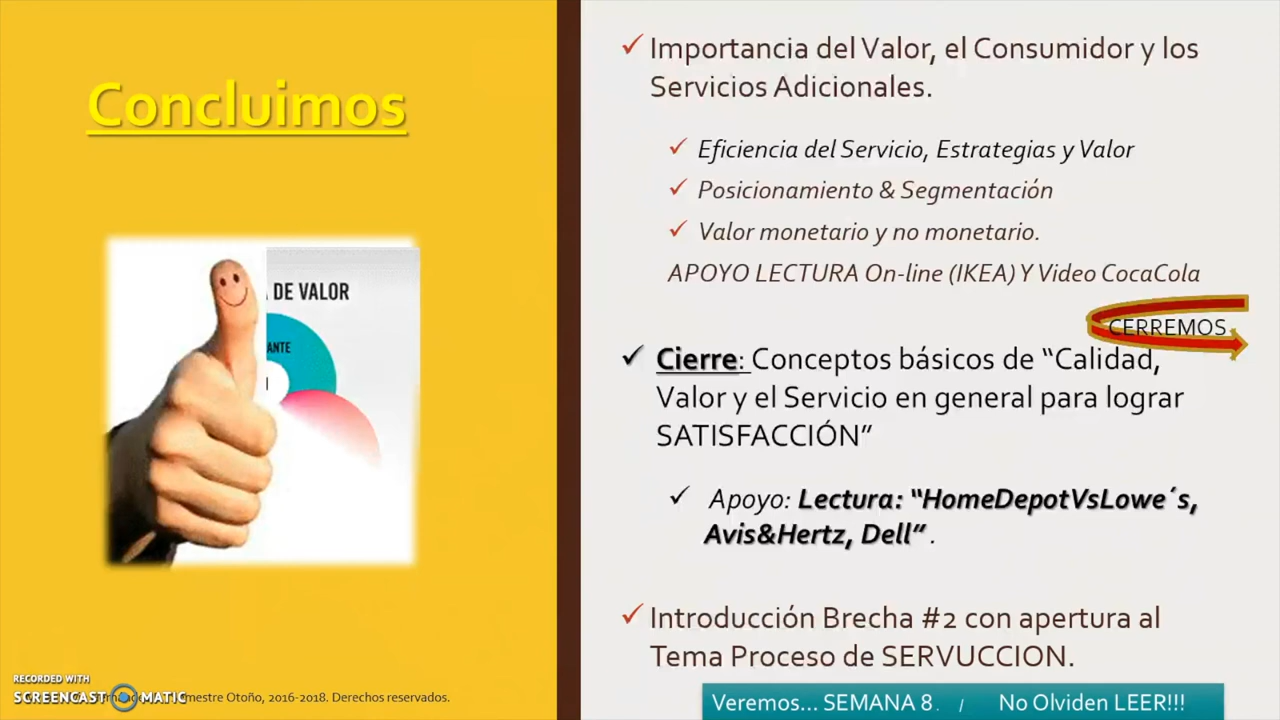 Concluimos
DE VALOR
Importancia del Valor, el Consumidor y los
Servicios Adicionales.
Eficiencia del Servicio, Estrategias y Valor
Posicionamiento & Segmentación
Valor monetario y no monetario.
APOYO LECTURA On-line (IKEA) Y Video CocaCola
CERREMOS
Cierre: Conceptos básicos de “Calidad,
Valor y el Servicio en general para lograr
SATISFACCIÓN”
Apoyo: Lectura: “HomeDepotVsLowe´s,
Avis&Hertz, Dell” .
Introducción Brecha #2 con apertura al
Tema Proceso de SERVUCCION.
Veremos... SEMANA 8. / No Olviden LEER!!!
RECORDED WITH
SCREENCAST MATIC
Otoño, 2016-2018. Derechos reservados.